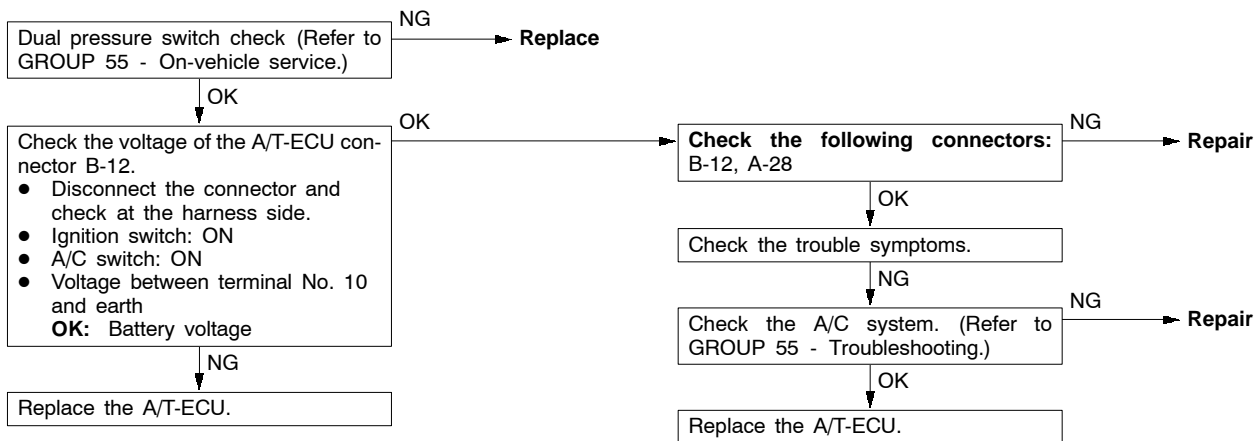 Dual pressure switch check (Refer to
GROUP 55 - On-vehicle service.)
NG
Replace
OK
Check the voltage of the A/T-ECU con-
nector B-12.
● Disconnect the connector and
check at the harness side.
● Ignition switch: ON
● A/C switch: ON
● Voltage between terminal No. 10
and earth
OK: Battery voltage
NG
Replace the A/T-ECU.
OK
Check the following connectors:
B-12, A-28
NG
Repair
OK
Check the trouble symptoms.
NG
Check the A/C system. (Refer to
GROUP 55 - Troubleshooting.)
NG
Repair
OK
Replace the A/T-ECU.